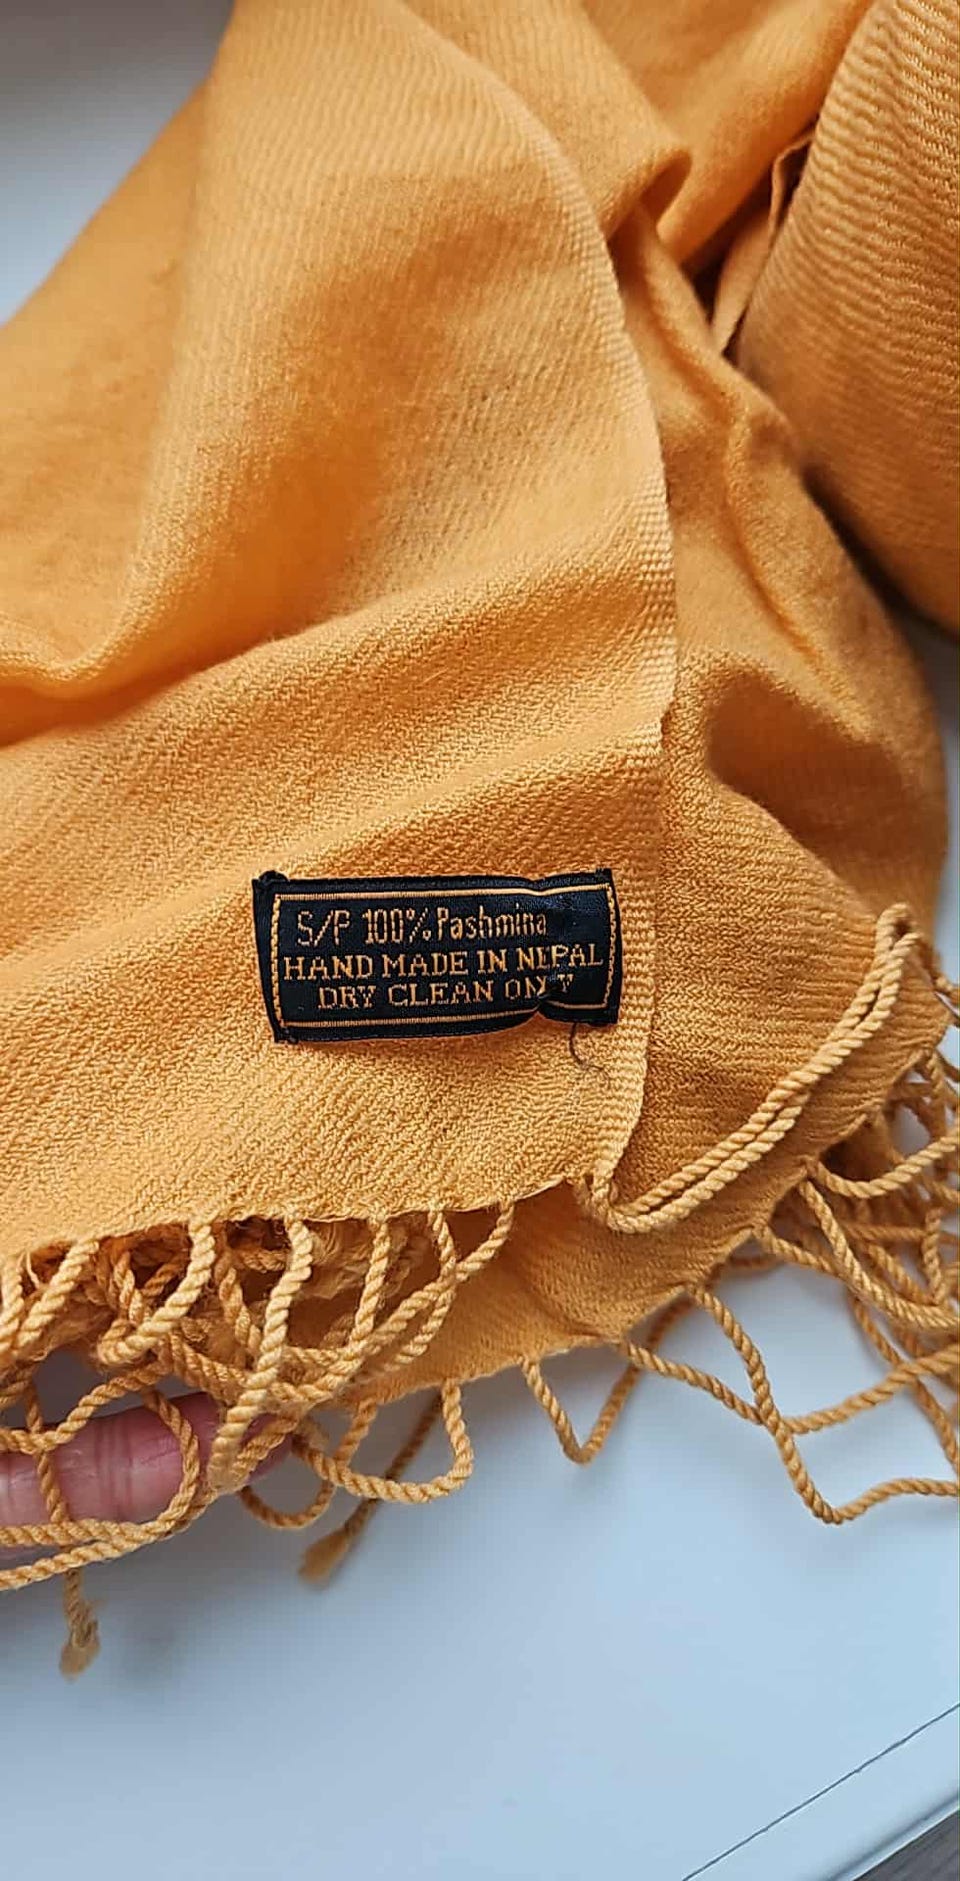 S/P 100% Pashmina
HAND MADE IN NEPAL
DRY CLEAN ONLY